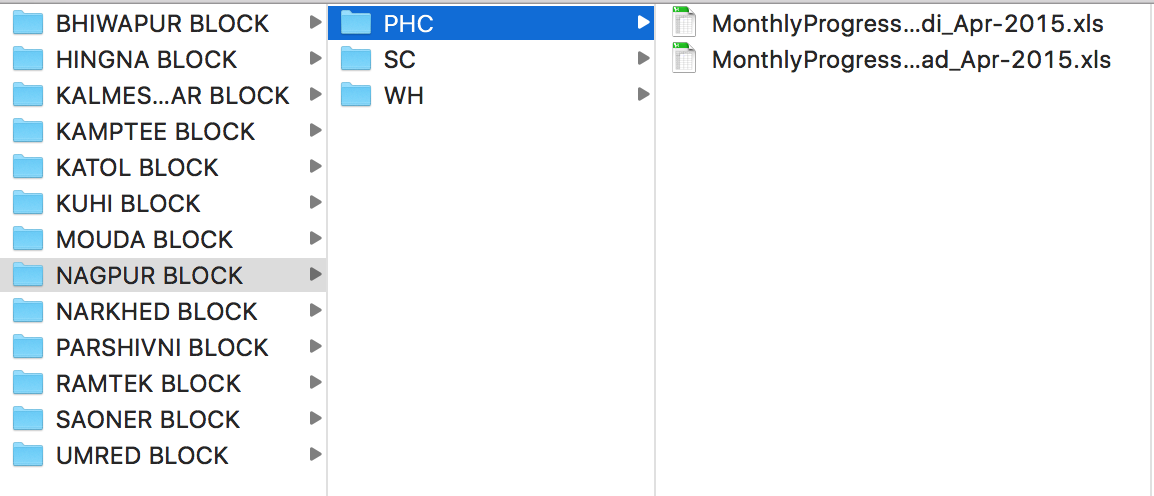 BHIWAPUR BLOCK
HINGNA BLOCK
KALMES...AR BLOCK
KAMPTEE BLOCK
KATOL BLOCK
KUHI BLOCK
MOUDA BLOCK
NAGPUR BLOCK
NARKHED BLOCK
PARSHIVNI BLOCK
RAMTEK BLOCK
SAONER BLOCK
UMRED BLOCK
PHC
SC
WH
MonthlyProgress...di_Apr-2015.xls
MonthlyProgress...ad_Apr-2015.xls